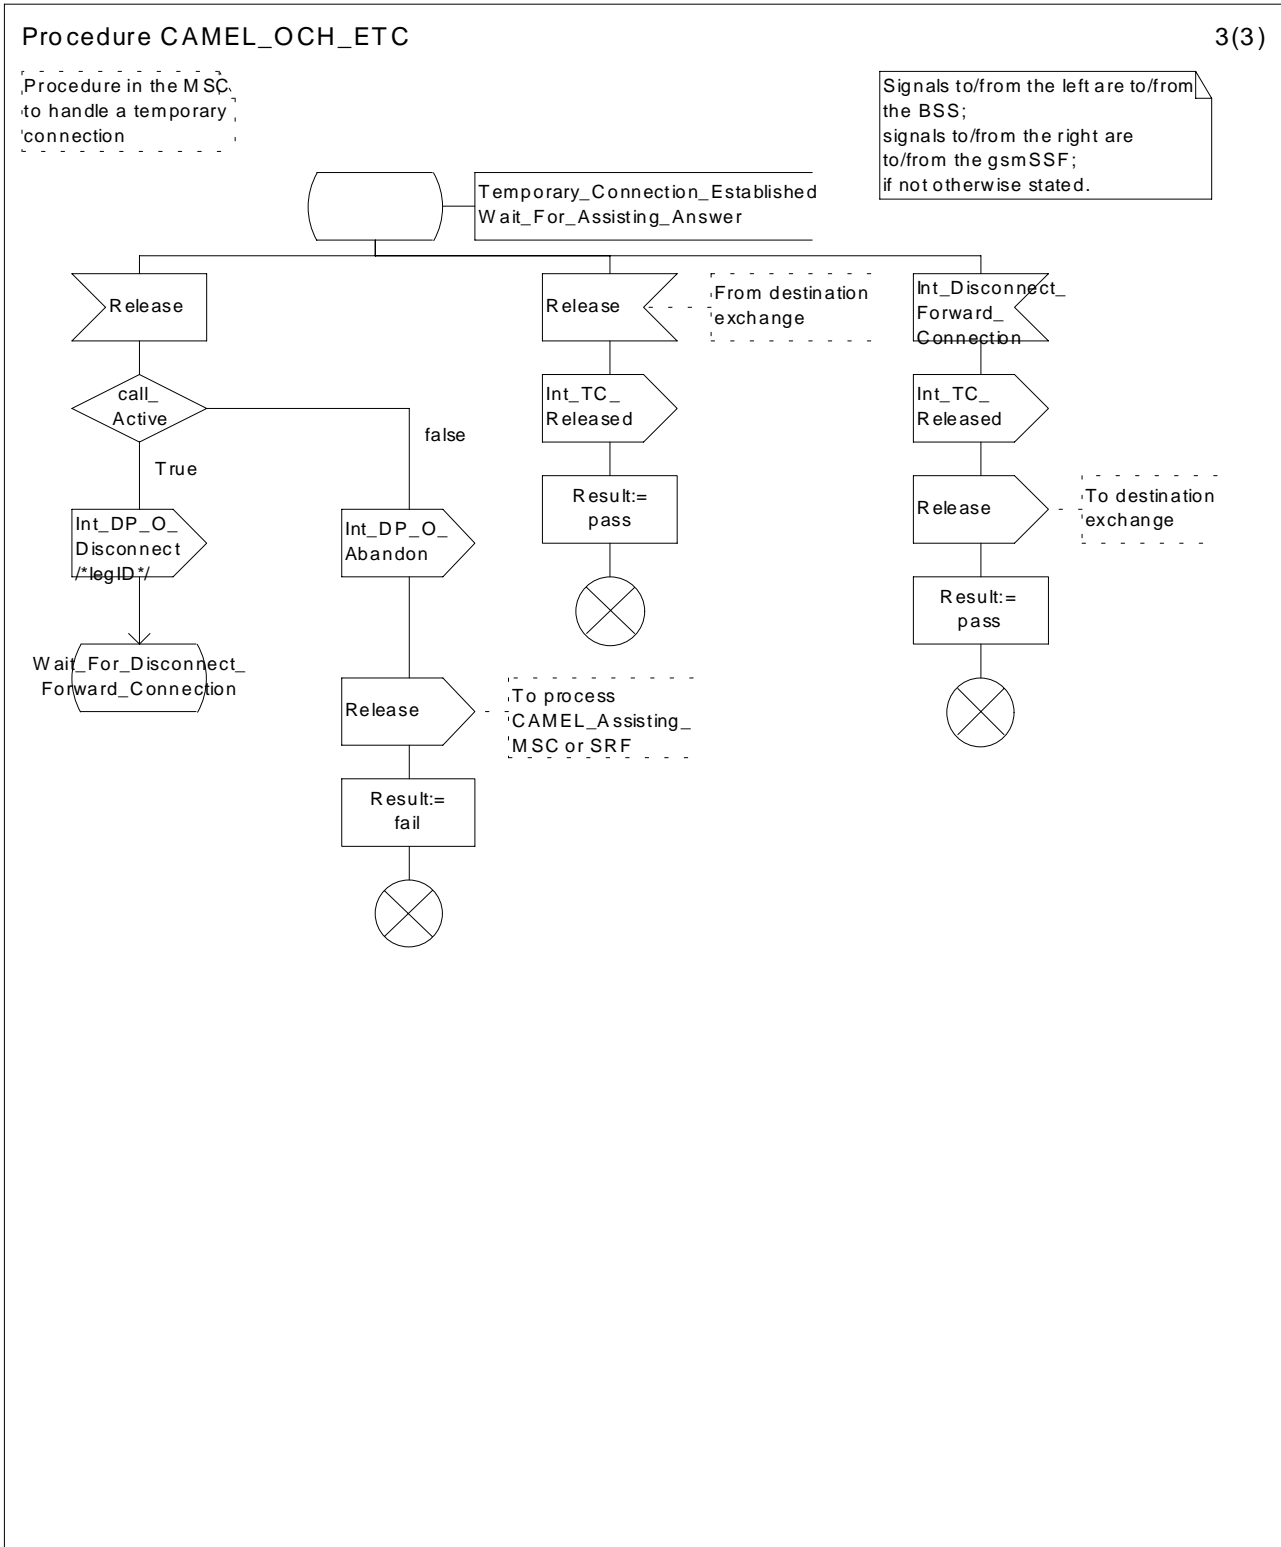 Procedure CAMEL_OCH_ETC
3(3)
Procedure in the MSC
to handle a temporary
connection
Signals to/from the left are to/from
the BSS;
signals to/from the right are
to/from the gsmSSF;
if not otherwise stated.
Temporary_Connection_Established
Wait_For_Assisting_Answer
Release
Release
From destination
exchange
Int_Disconnect_
Forward_
Connection
call_
Active
false
True
Int_TC_
Released
Int_TC_
Released
Int_DP_O_
Disconnect
/*legID*/
Int_DP_O_
Abandon
Result:=
pass
Release
To destination
exchange
Result:=
pass
Wait_For_Disconnect_
Forward_Connection
Release
To process
CAMEL_Assisting_
MSC or SRF
Result:=
fail